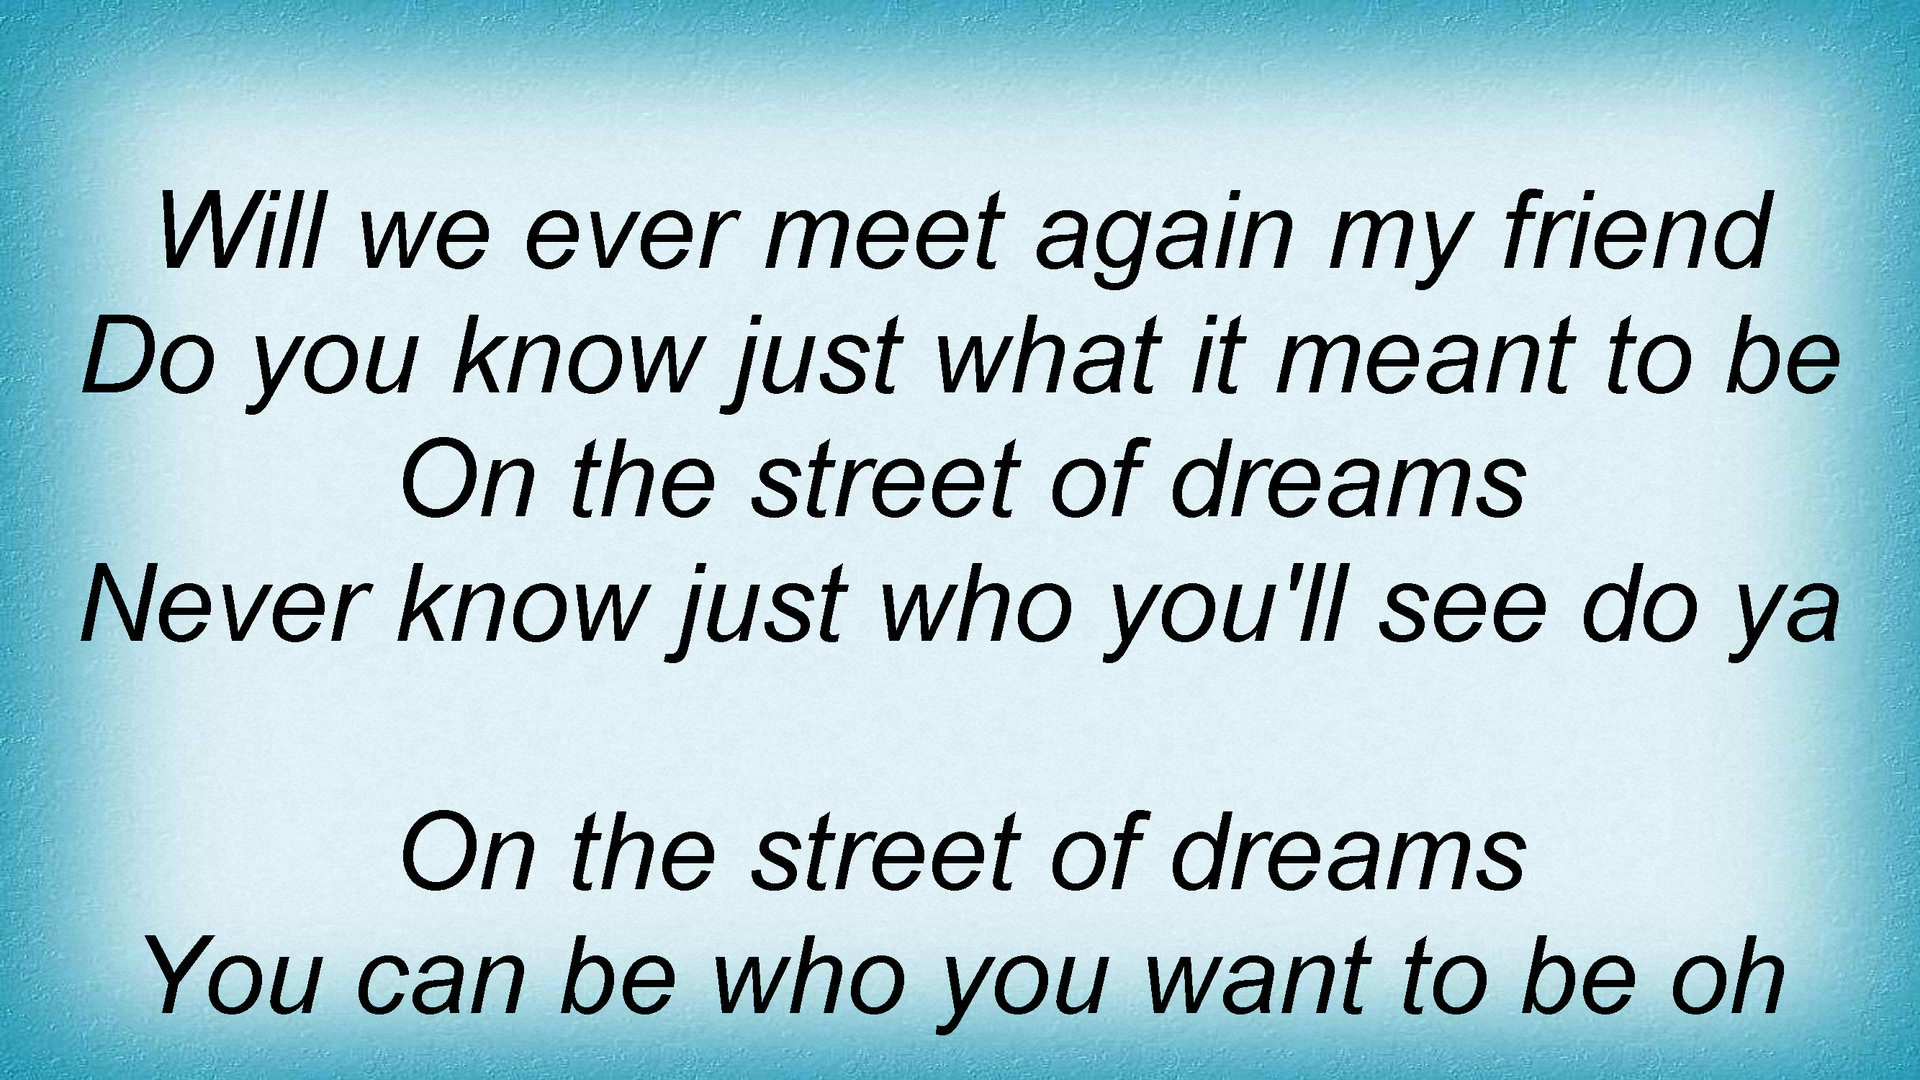 Will we ever meet again my friend
Do you know just what it meant to be
On the street of dreams
Never know just who you'll see do ya
On the street of dreams
You can be who you want to be oh